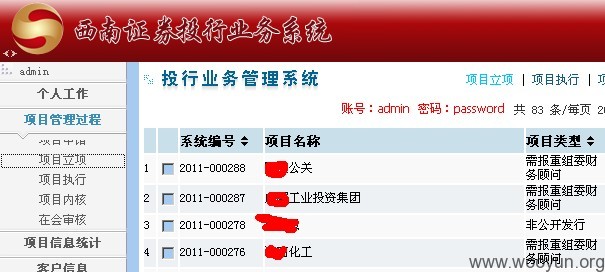 西南证券投行业务系统
admin
个人工作
项目管理过程
项目申请
项目立项
项目执行
项目内核
在会审核
项目信息统计
客户信息
投行业务管理系统
项目立项 | 项目执行 |
账号：admin 密码：password 共 83 条/每页 2
系统编号 项目名称 项目类型
1 2011-000288 公关 需报重组委财务顾问
2 2011-000287 工业投资集团 需报重组委财务顾问
3 2011-000278 非公开发行
4 2011-000276 化工 需报重组委财务顾问
www.wooyun.org